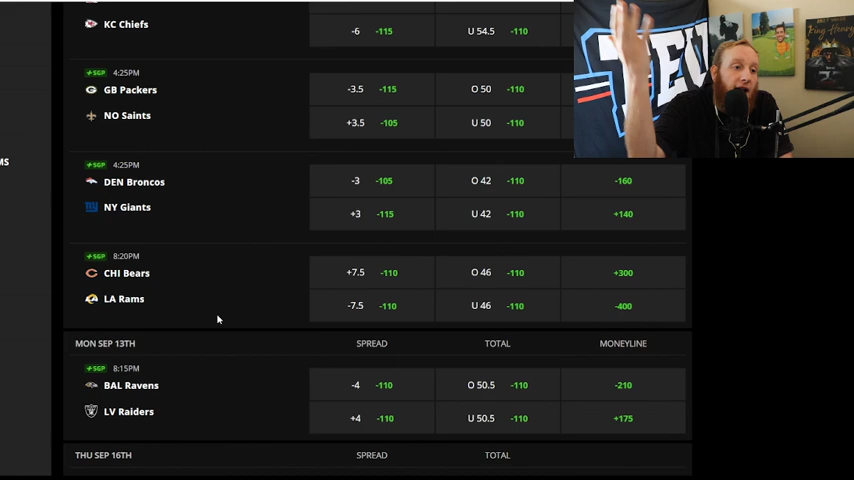 KC Chiefs -6 -115 U 54.5 -110
+SGP 4:25PM
GB Packers -3.5 -115 O 50 -110
NO Saints +3.5 -105 U 50 -110
MS
+SGP 4:25PM
DEN Broncos -3 -105 O 42 -110 -160
NY Giants +3 -115 U 42 -110 +140
+SGP 8:20PM
CHI Bears +7.5 -110 O 46 -110 +300
LA Rams -7.5 -110 U 46 -110 -400
MON SEP 13TH SPREAD TOTAL MONEYLINE
+SGP 8:15PM
BAL Ravens -4 -110 O 50.5 -110 -210
LV Raiders +4 -110 U 50.5 -110 +175
THU SEP 16TH SPREAD TOTAL
TEU
King Henry